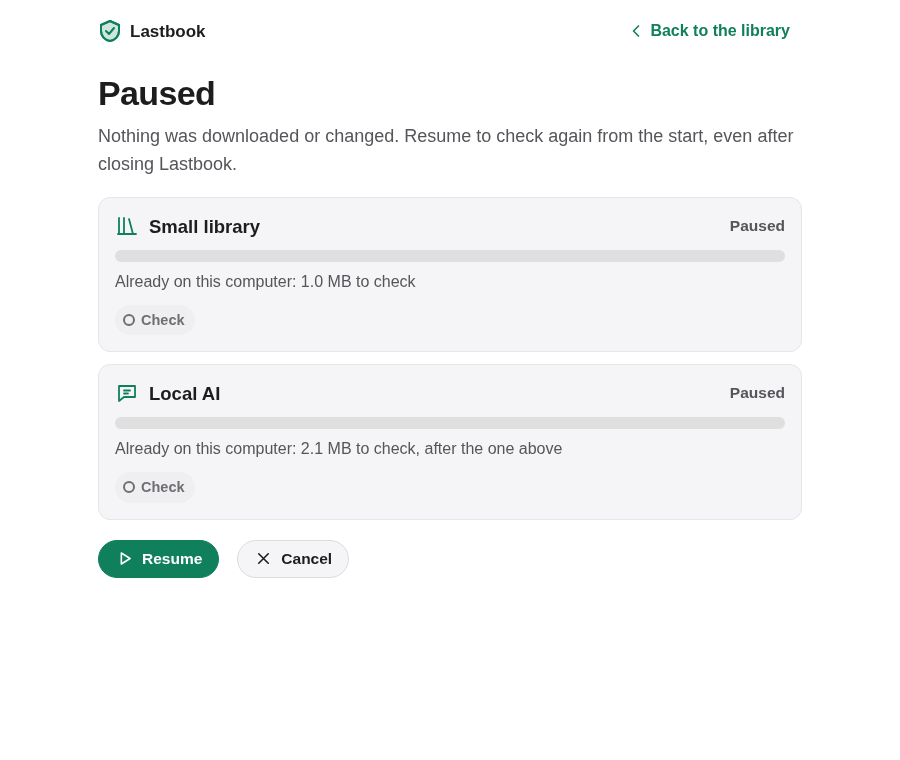 Lastbook
Back to the library
Paused
Nothing was downloaded or changed. Resume to check again from the start, even after
closing Lastbook.
Small library
Paused
Already on this computer: 1.0 MB to check
Check
Local AI
Paused
Already on this computer: 2.1 MB to check, after the one above
Check
Resume
Cancel